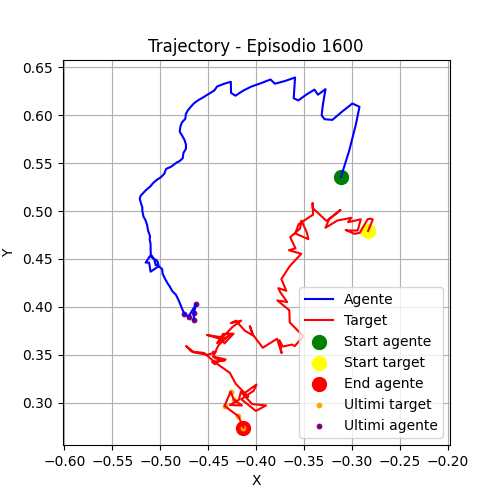 Trajectory - Episodio 1600
0.65
0.60
0.55
0.50
0.45
0.40
0.35
0.30
Y
Agente
Target
Start agente
Start target
End agente
Ultimi target
Ultimi agente
−0.60 −0.55 −0.50 −0.45 −0.40 −0.35 −0.30 −0.25 −0.20
X